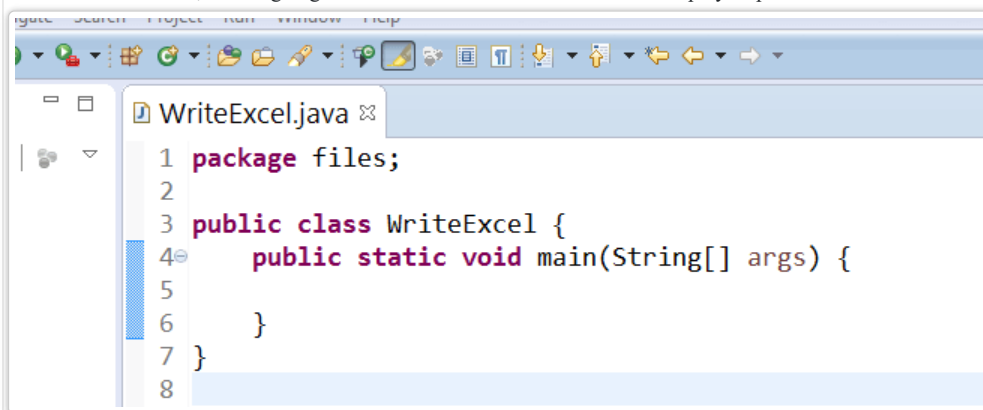 WriteExcel.java
1 package files;
2
3 public class WriteExcel {
4 public static void main(String[] args) {
5
6 }
7 }
8